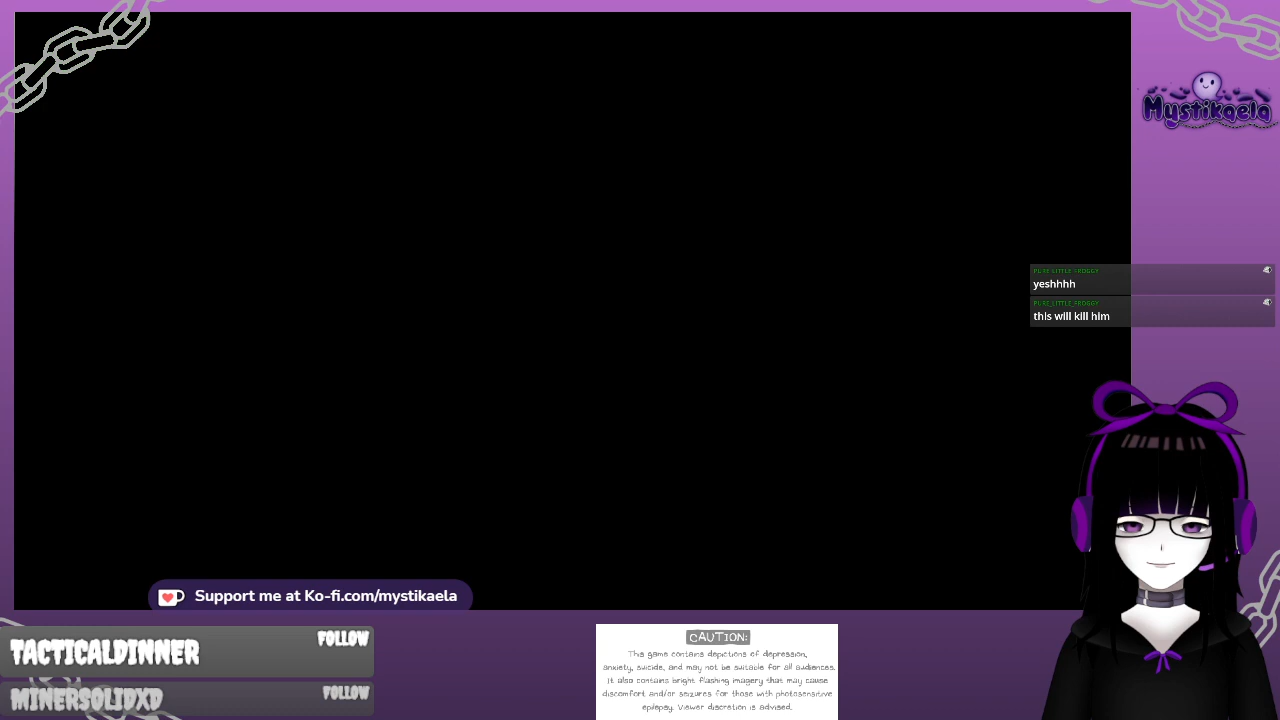 Mystikaela
PURE_LITTLE_FROGGY
yeshhhh
PURE_LITTLE_FROGGY
this will kill him
Support me at Ko-fi.com/mystikaela
TACTICALDINNER
FOLLOW
MINERSOLIDXD
FOLLOW
CAUTION:
This game contains depictions of depression,
anxiety, suicide, and may not be suitable for all audiences.
It also contains bright flashing imagery that may cause
discomfort and/or seizures for those with photosensitive
epilepsy. Viewer discretion is advised.